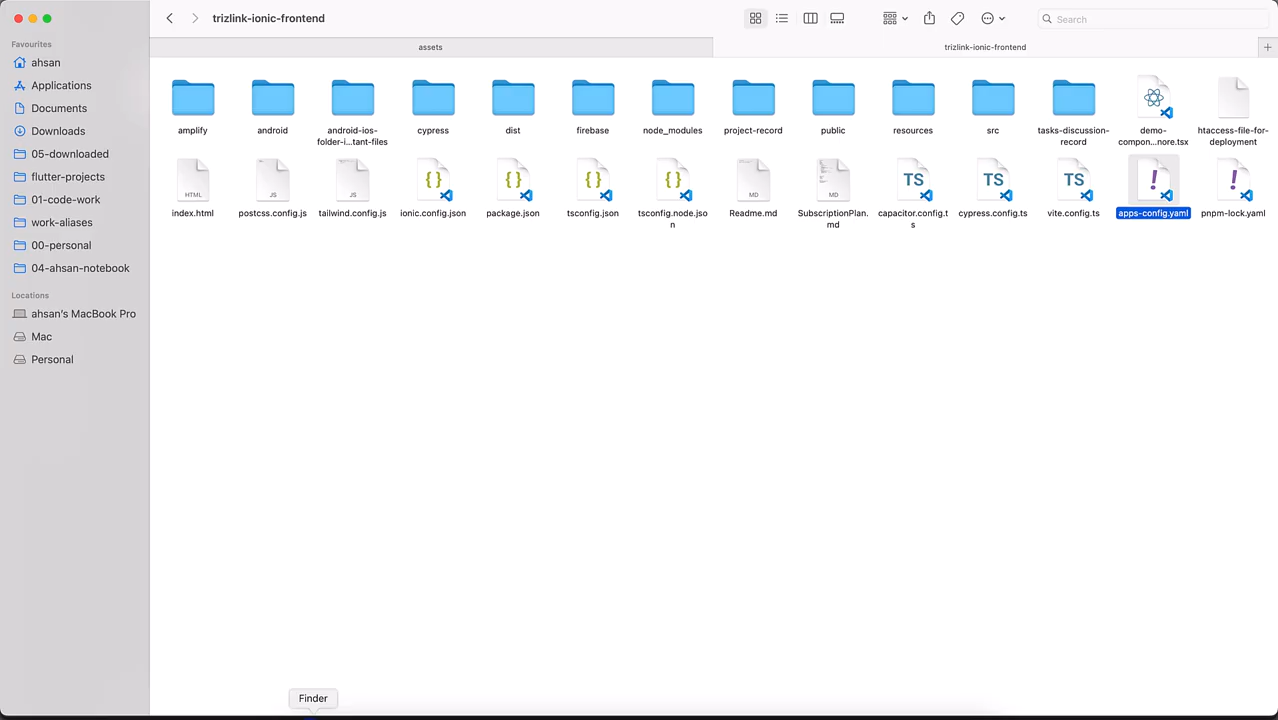 trizlink-ionic-frontend
Search
assets
trizlink-ionic-frontend
Favourites
ahsan
Applications
Documents
Downloads
05-downloaded
flutter-projects
01-code-work
work-aliases
00-personal
04-ahsan-notebook
Locations
ahsan's MacBook Pro
Mac
Personal
amplify
android
android-ios-
folder-i...tant-files
cypress
dist
firebase
node_modules
project-record
public
resources
src
tasks-discussion-
record
demo-
compon...nore.tsx
htaccess-file-for-
deployment
HTML
index.html
JS
postcss.config.js
JS
tailwind.config.js
{}
ionic.config.json
{}
package.json
{}
tsconfig.json
{}
tsconfig.node.jso
n
MD
Readme.md
MD
SubscriptionPlan.
md
TS
capacitor.config.t
s
TS
cypress.config.ts
TS
vite.config.ts
!
apps-config.yaml
!
pnpm-lock.yaml
Finder